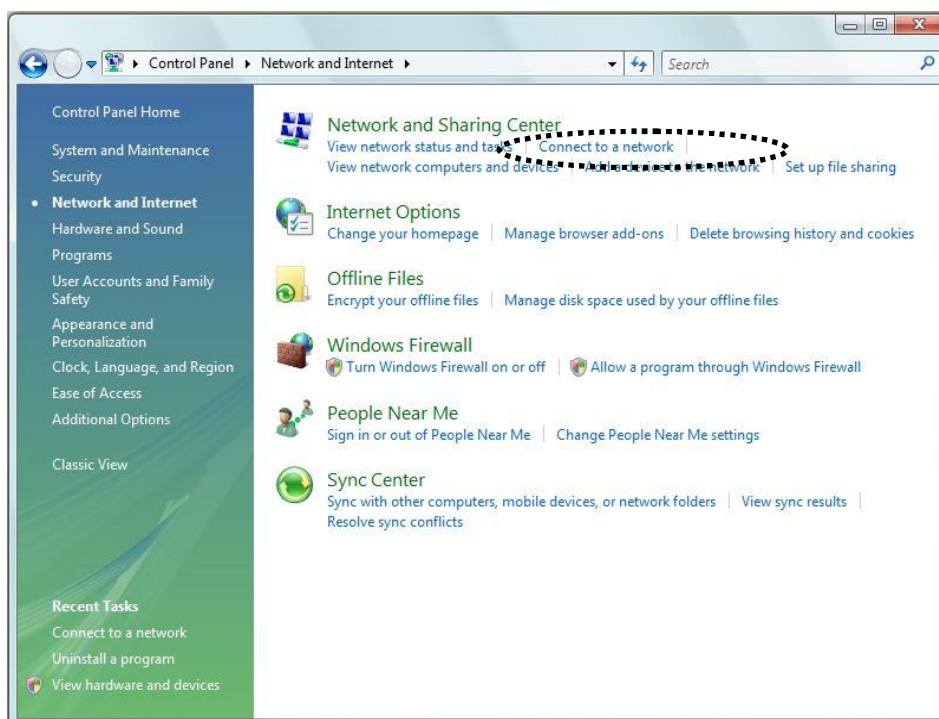 Control Panel Network and Internet Search
Control Panel Home
System and Maintenance
Security
Network and Internet
Hardware and Sound
Programs
User Accounts and Family
Safety
Appearance and
Personalization
Clock, Language, and Region
Ease of Access
Additional Options
Classic View
Recent Tasks
Connect to a network
Uninstall a program
View hardware and devices
Network and Sharing Center
View network status and tasks Connect to a network
View network computers and devices Add a device to the network Set up file sharing
Internet Options
Change your homepage Manage browser add-ons Delete browsing history and cookies
Offline Files
Encrypt your offline files Manage disk space used by your offline files
Windows Firewall
Turn Windows Firewall on or off Allow a program through Windows Firewall
People Near Me
Sign in or out of People Near Me Change People Near Me settings
Sync Center
Sync with other computers, mobile devices, or network folders View sync results
Resolve sync conflicts